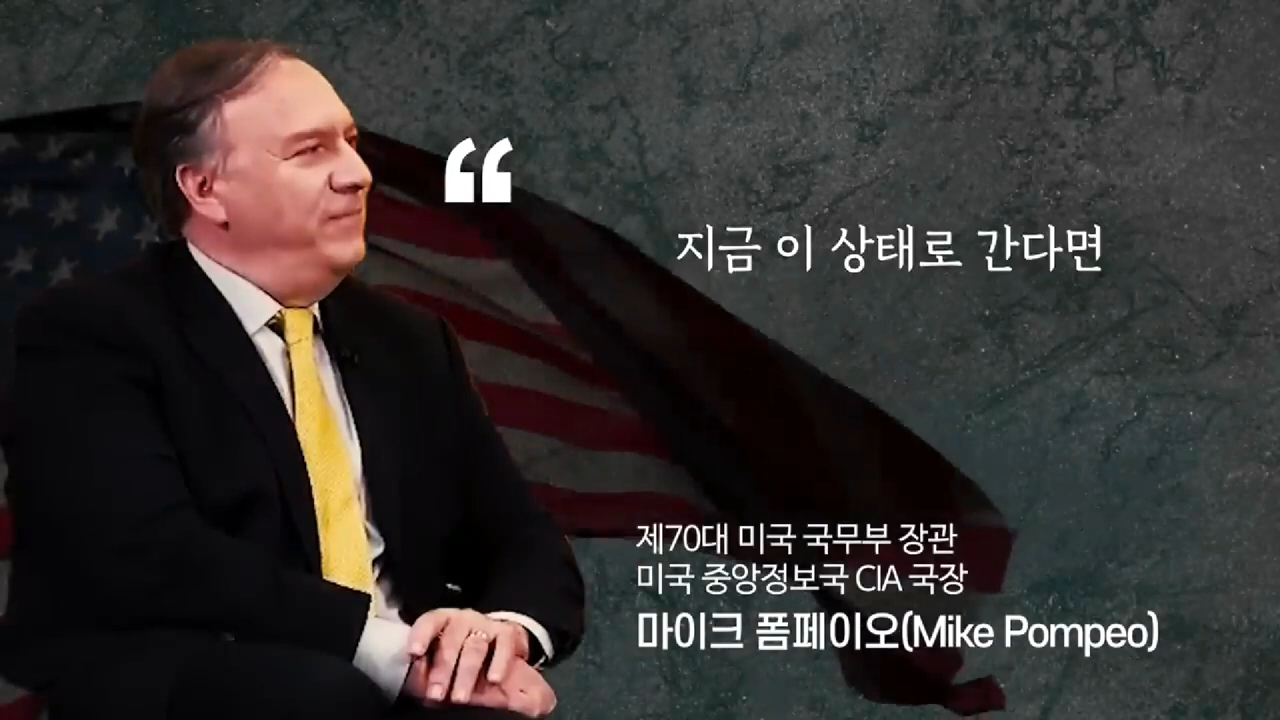 “
지금 이 상태로 간다면
제70대 미국 국무부 장관
미국 중앙정보국 CIA 국장
마이크 폼페이오(Mike Pompeo)